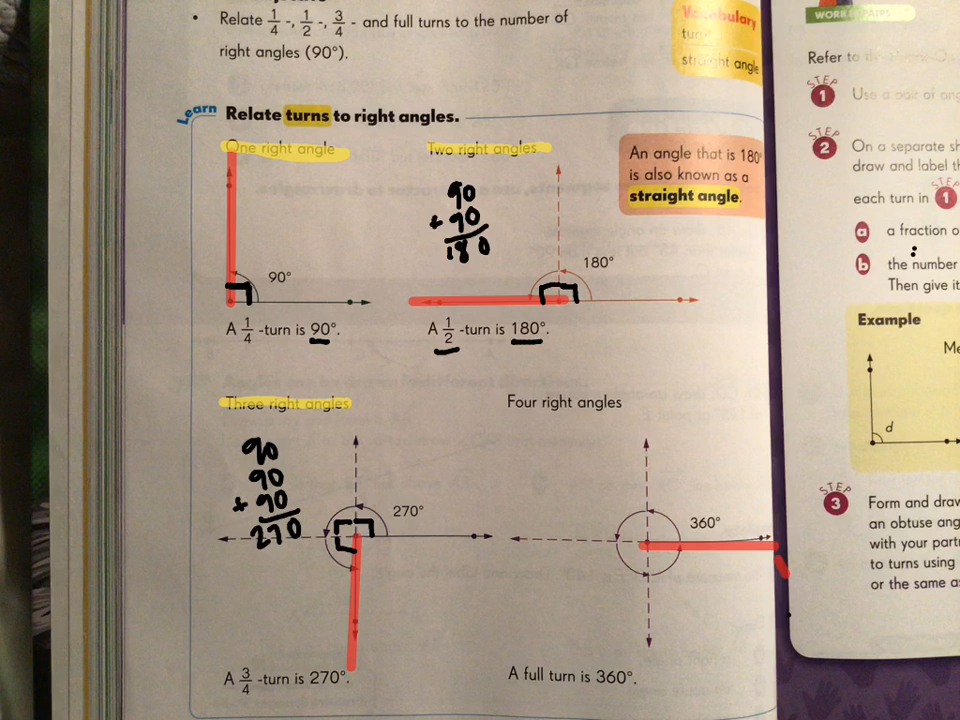 • Relate 1/4 -, 1/2 -, 3/4 - and full turns to the number of
right angles (90°).
Vocabulary
straight angle
Learn Relate turns to right angles.
One right angle
Two right angles
An angle that is 180°
is also known as a
straight angle.
90
+ 90
180
90°
180°
A 1/4 -turn is 90°.
A 1/2 -turn is 180°.
Three right angles
Four right angles
90
90
+ 90
270
270°
360°
A 3/4 -turn is 270°.
A full turn is 360°.
Refer to
STEP
1
Use a pair of
STEP
2
On a separate
draw and label
each turn in STEP 1
a a fraction
b the number
Then give it
Example
d
STEP
3
Form and draw
an obtuse
with your
to turns using
or the same